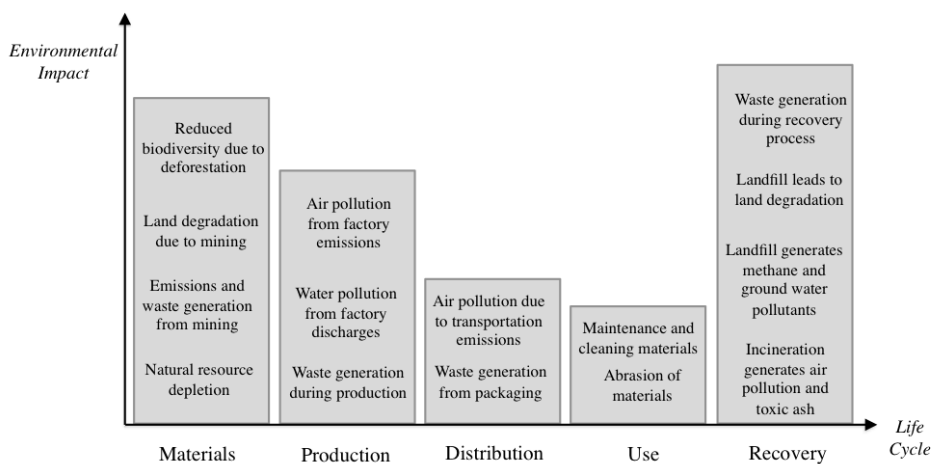 Environmental
Impact
Reduced
biodiversity due to
deforestation
Land degradation
due to mining
Emissions and
waste generation
from mining
Natural resource
depletion
Air pollution
from factory
emissions
Water pollution
from factory
discharges
Waste generation
during production
Air pollution due
to transportation
emissions
Waste generation
from packaging
Maintenance and
cleaning materials
Abrasion of
materials
Waste generation
during recovery
process
Landfill leads to
land degradation
Landfill generates
methane and
ground water
pollutants
Incineration
generates air
pollution and
toxic ash
Materials
Production
Distribution
Use
Recovery
Life
Cycle